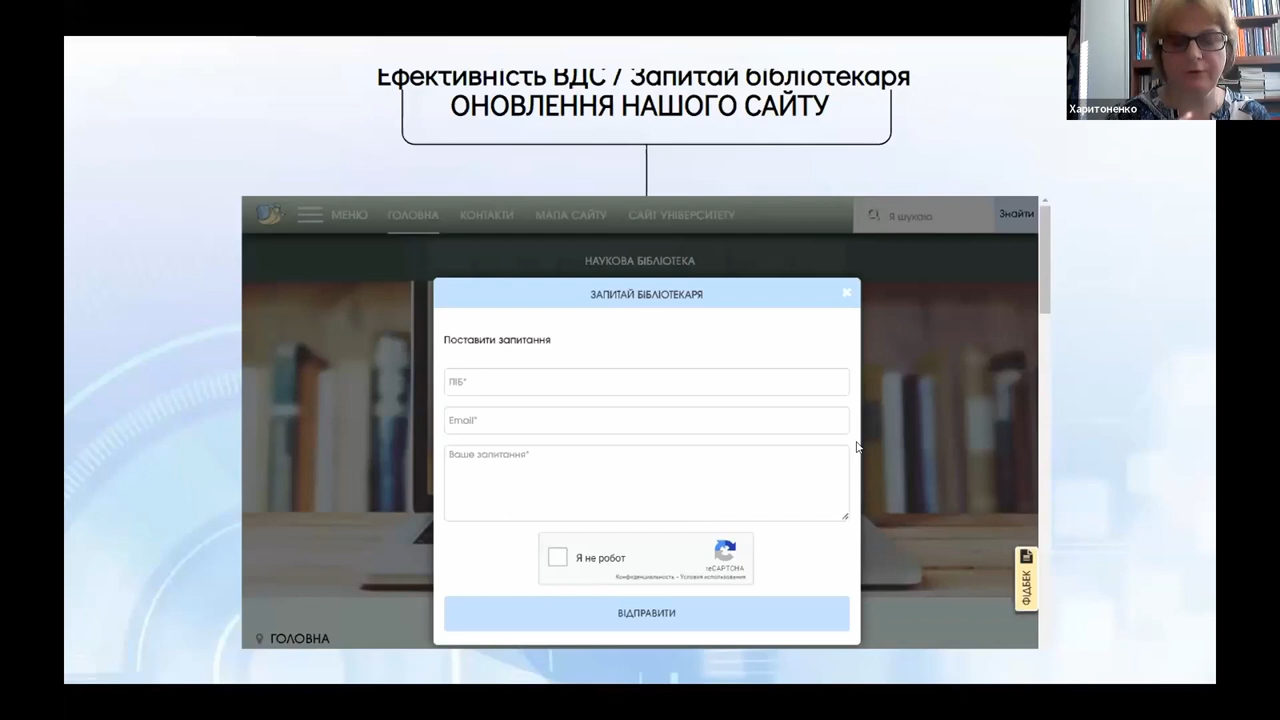 Ефективність ВДС / Запитай бібліотекаря
ОНОВЛЕННЯ НАШОГО САЙТУ
Харитоненко
МЕНЮ ГОЛОВНА КОНТАКТИ МАПА САЙТУ САЙТ УНІВЕРСИТЕТУ Я шукаю Знайти
НАУКОВА БІБЛІОТЕКА
ЗАПИТАЙ БІБЛІОТЕКАРЯ
Поставити запитання
ПІБ*
Email*
Ваше запитання*
Я не робот
reCAPTCHA
Конфиденциальность - Условия использования
ВІДПРАВИТИ
ФІДБЕК
ГОЛОВНА